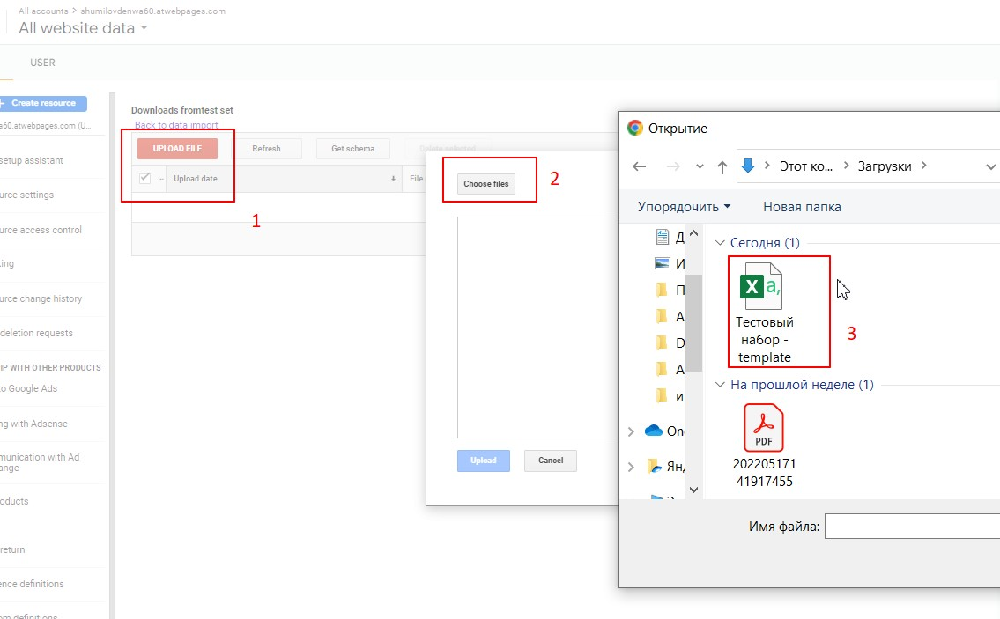 All accounts > shumilovdenwa60.atwebpages.com
All website data
USER
+ Create resource
a60.atwebpages.com (U...
setup assistant
urce settings
urce access control
king
urce change history
deletion requests
IP WITH OTHER PRODUCTS
to Google Ads
ng with Adsense
munication with Ad
ange
roducts
return
ence definitions
om definitions
Downloads fromtest set
Back to data import
UPLOAD FILE
Refresh
Get schema
Delete selected
Upload date
File
1
Choose files
2
Upload
Cancel
Открытие
Этот ко...
Загрузки
Упорядочить
Новая папка
Д
И
П
A
D
A
и
On
Янд
Сегодня (1)
X a,
Тестовый
набор -
template
3
На прошлой неделе (1)
PDF
202205171
41917455
Имя файла: